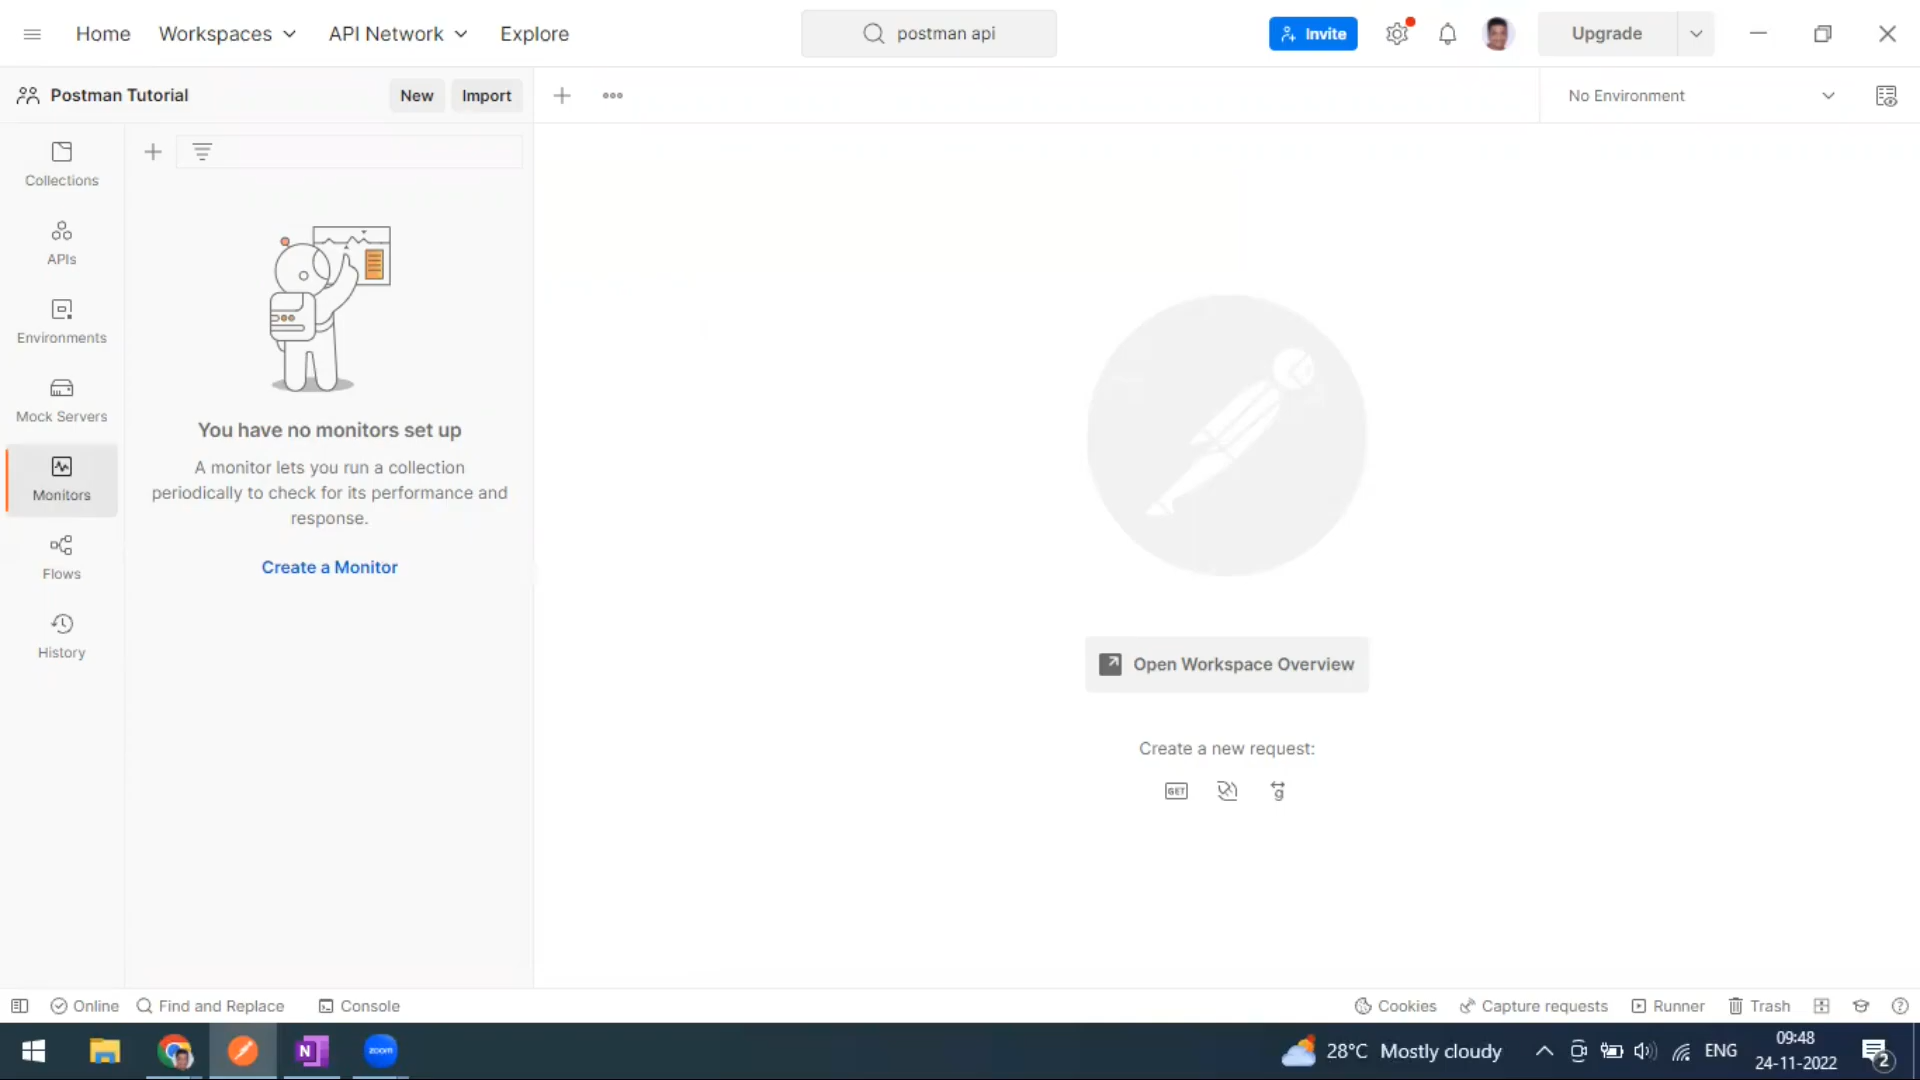 Home Workspaces API Network Explore postman api Invite Upgrade
Postman Tutorial New Import No Environment
Collections
APIs
Environments
Mock Servers
Monitors
Flows
History
You have no monitors set up
A monitor lets you run a collection
periodically to check for its performance and
response.
Create a Monitor
Open Workspace Overview
Create a new request:
GET
g
Online Find and Replace Console Cookies Capture requests Runner Trash
N zoom 28°C Mostly cloudy ENG 09:48
24-11-2022 2